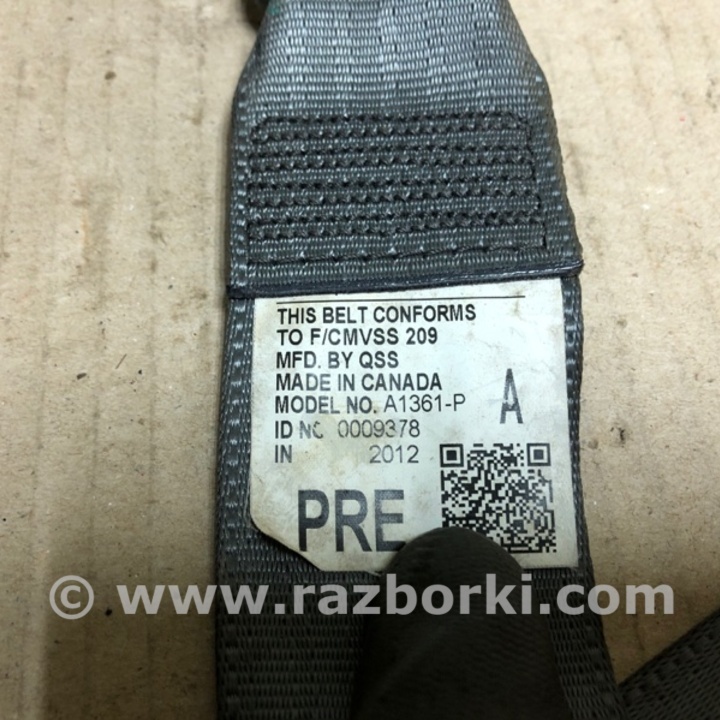 THIS BELT CONFORMS
TO F/CMVSS 209
MFD. BY QSS
MADE IN CANADA
MODEL NO. A1361-P
A
ID NO 0009378
IN 2012
PRE
© www.razborki.com